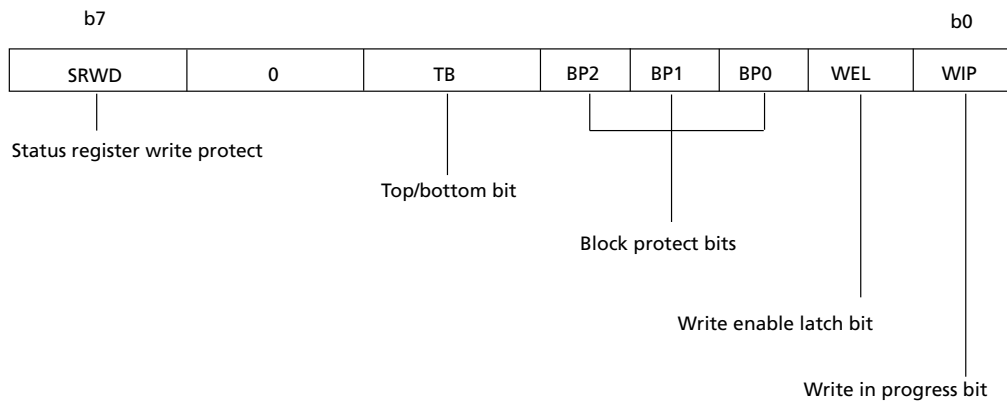 b7 b0
SRWD 0 TB BP2 BP1 BP0 WEL WIP
Status register write protect
Top/bottom bit
Block protect bits
Write enable latch bit
Write in progress bit